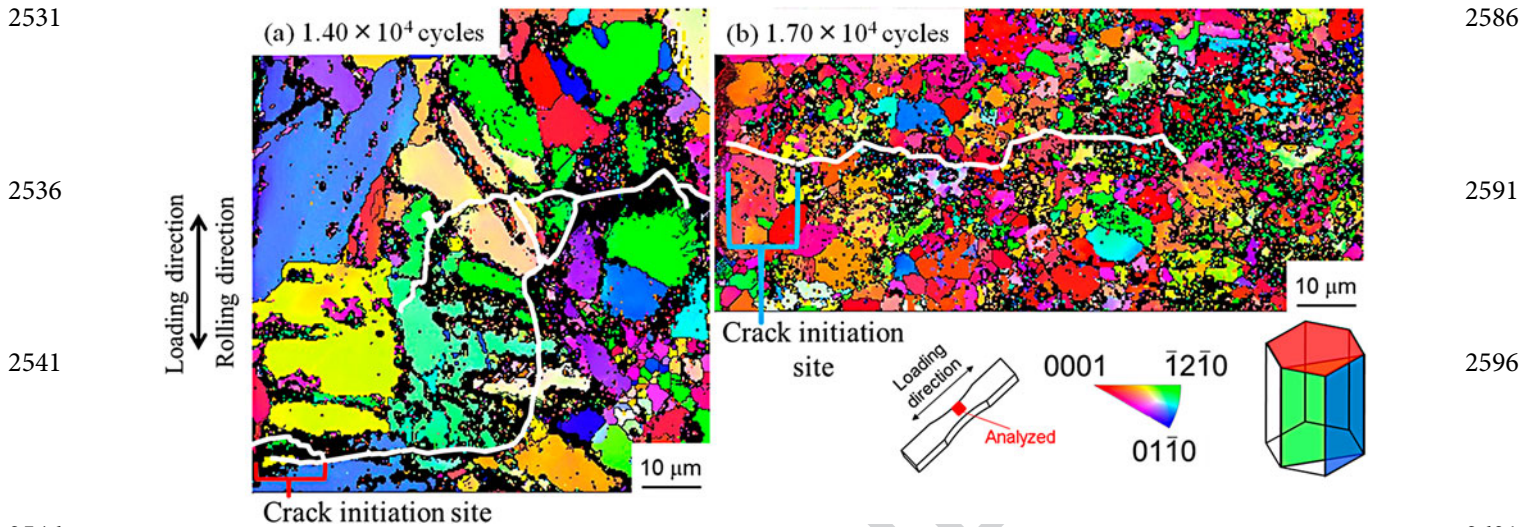 2531
2586
(a) 1.40 × 10⁴ cycles
(b) 1.70 × 10⁴ cycles
2536
2591
Loading direction
Rolling direction
10 μm
Crack initiation
site
2541
2596
Loading
direction
Analyzed
0001
1̅21̅0
011̅0
10 μm
Crack initiation site